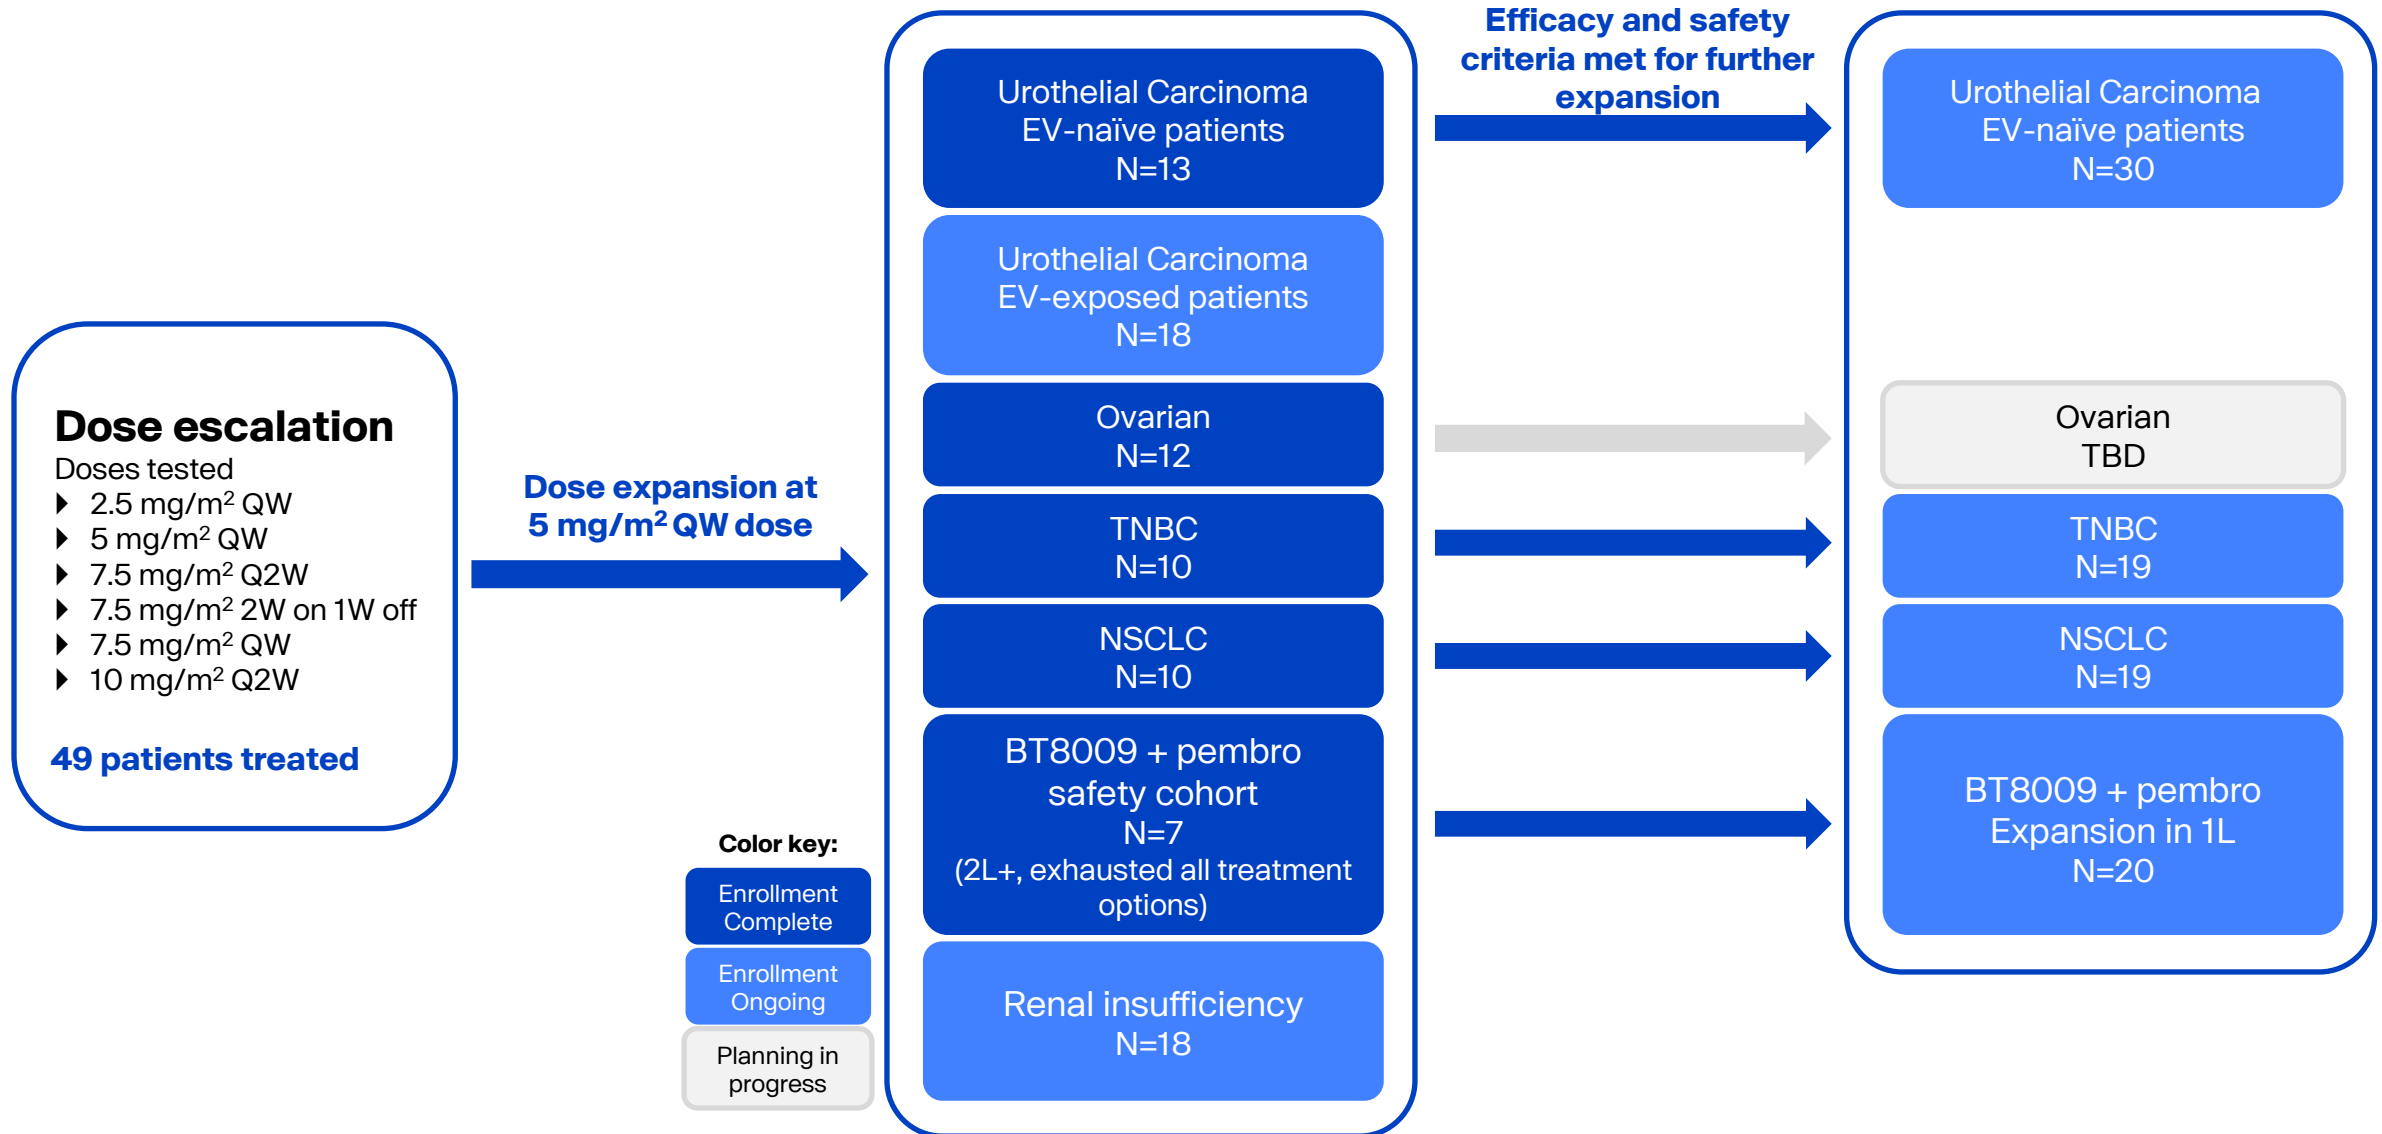 Dose escalation
Doses tested
2.5 mg/m² QW
5 mg/m² QW
7.5 mg/m² Q2W
7.5 mg/m² 2W on 1W off
7.5 mg/m² QW
10 mg/m² Q2W
49 patients treated
Dose expansion at
5 mg/m² QW dose
Color key:
Enrollment
Complete
Enrollment
Ongoing
Planning in
progress
Urothelial Carcinoma
EV-naïve patients
N=13
Urothelial Carcinoma
EV-exposed patients
N=18
Ovarian
N=12
TNBC
N=10
NSCLC
N=10
BT8009 + pembro
safety cohort
N=7
(2L+, exhausted all treatment
options)
Renal insufficiency
N=18
Efficacy and safety
criteria met for further
expansion
Urothelial Carcinoma
EV-naïve patients
N=30
Ovarian
TBD
TNBC
N=19
NSCLC
N=19
BT8009 + pembro
Expansion in 1L
N=20